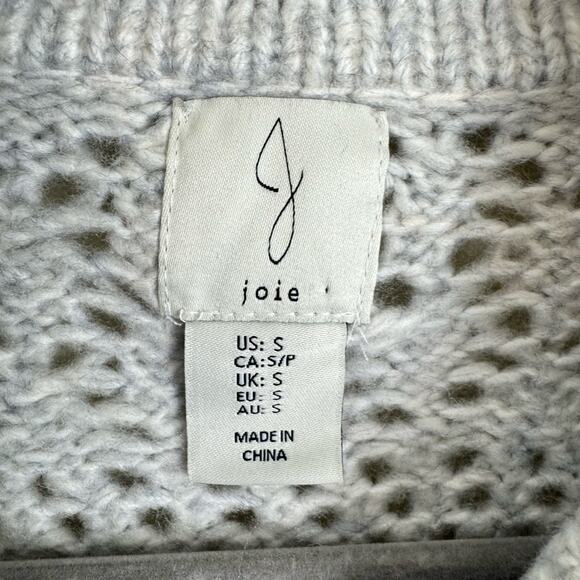 J
joie
US: S
CA:S/P
UK: S
EU: S
AU: S
MADE IN
CHINA